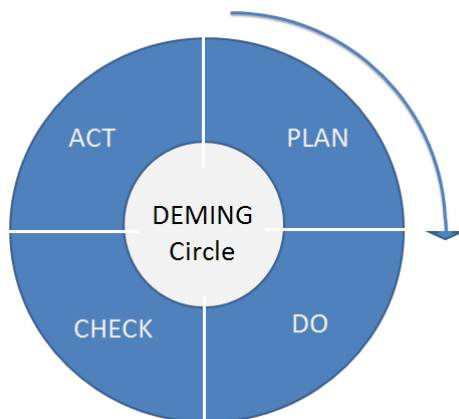 ACT
PLAN
DEMING
Circle
CHECK
DO